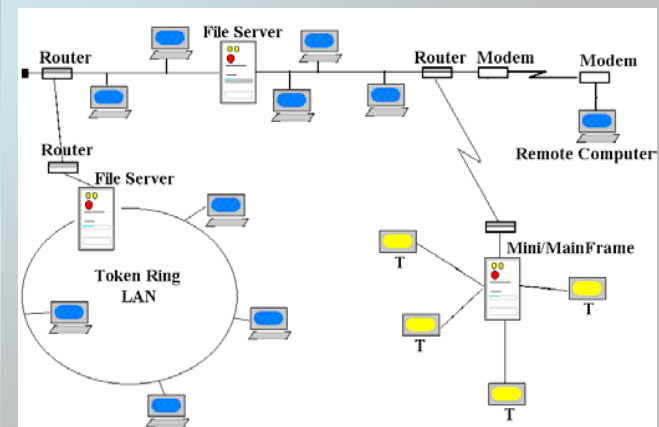 File Server
Router
Router
Modem
Modem
Remote Computer
Router
File Server
Token Ring
LAN
Mini/MainFrame
T
T
T
T